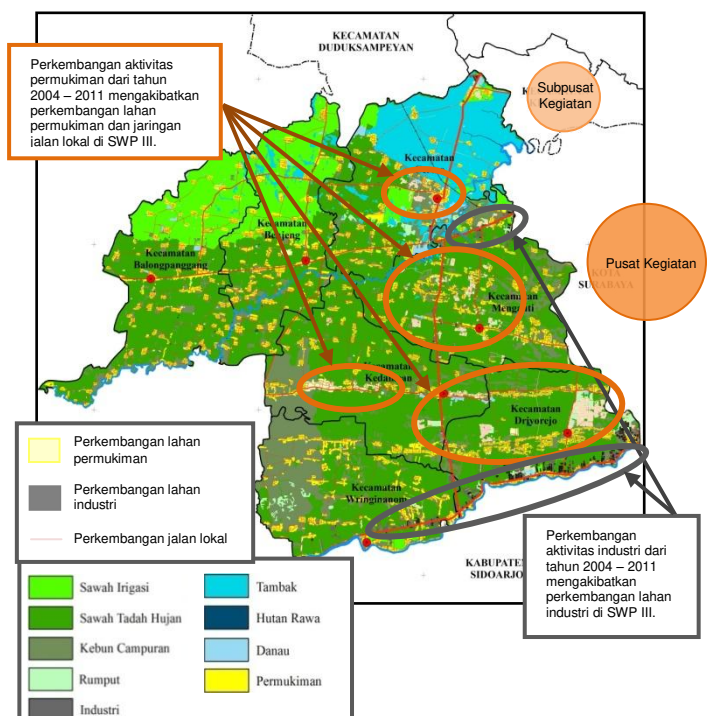 KECAMATAN
DUDUKSAMPEYAN
Perkembangan aktivitas
permukiman dari tahun
2004 – 2011 mengakibatkan
perkembangan lahan
permukiman dan jaringan
jalan lokal di SWP III.
Subpusat
Kegiatan
Kecamatan
Kecamatan
Kecamatan
Balongpanggang
Pusat Kegiatan
KOTA
SURABAYA
Kecamatan
Menganti
Kecamatan
Kedamean
Kecamatan
Driyorejo
Kecamatan
Wringinanom
Perkembangan lahan
permukiman
Perkembangan lahan
industri
Perkembangan jalan lokal
Perkembangan
aktivitas industri dari
tahun 2004 – 2011
mengakibatkan
perkembangan lahan
industri di SWP III.
KABUPATE
SIDOARJO
Sawah Irigasi
Sawah Tadah Hujan
Kebun Campuran
Rumput
Industri
Tambak
Hutan Rawa
Danau
Permukiman